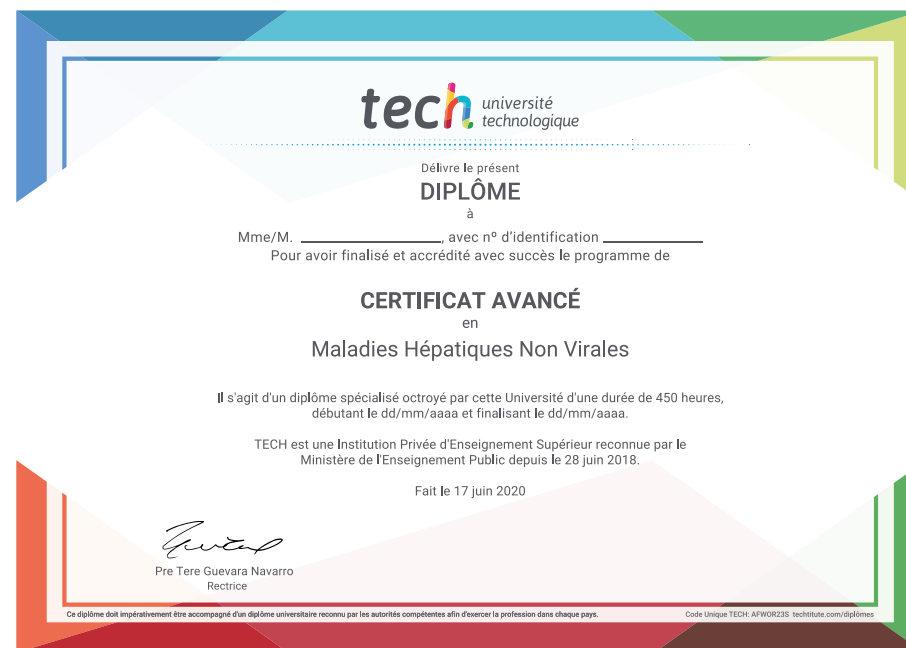 tech université
technologique
Délivre le présent
DIPLÔME
à
Mme/M. ____________, avec nº d'identification ____________
Pour avoir finalisé et accrédité avec succès le programme de
CERTIFICAT AVANCÉ
en
Maladies Hépatiques Non Virales
Il s'agit d'un diplôme spécialisé octroyé par cette Université d'une durée de 450 heures,
débutant le dd/mm/aaaa et finalisant le dd/mm/aaaa.
TECH est une Institution Privée d'Enseignement Supérieur reconnue par le
Ministère de l'Enseignement Public depuis le 28 juin 2018.
Fait le 17 juin 2020
Pre Tere Guevara Navarro
Rectrice
Ce diplôme doit impérativement être accompagné d'un diplôme universitaire reconnu par les autorités compétentes afin d'exercer la profession dans chaque pays.
Code Unique TECH: AFWOR23S techtitute.com/diplômes